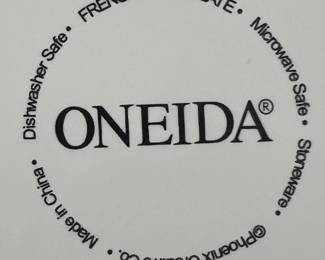 ONEIDA®
Dishwasher Safe •
• Microwave Safe • Stoneware • ©Phoenix
Co. • Made in China •